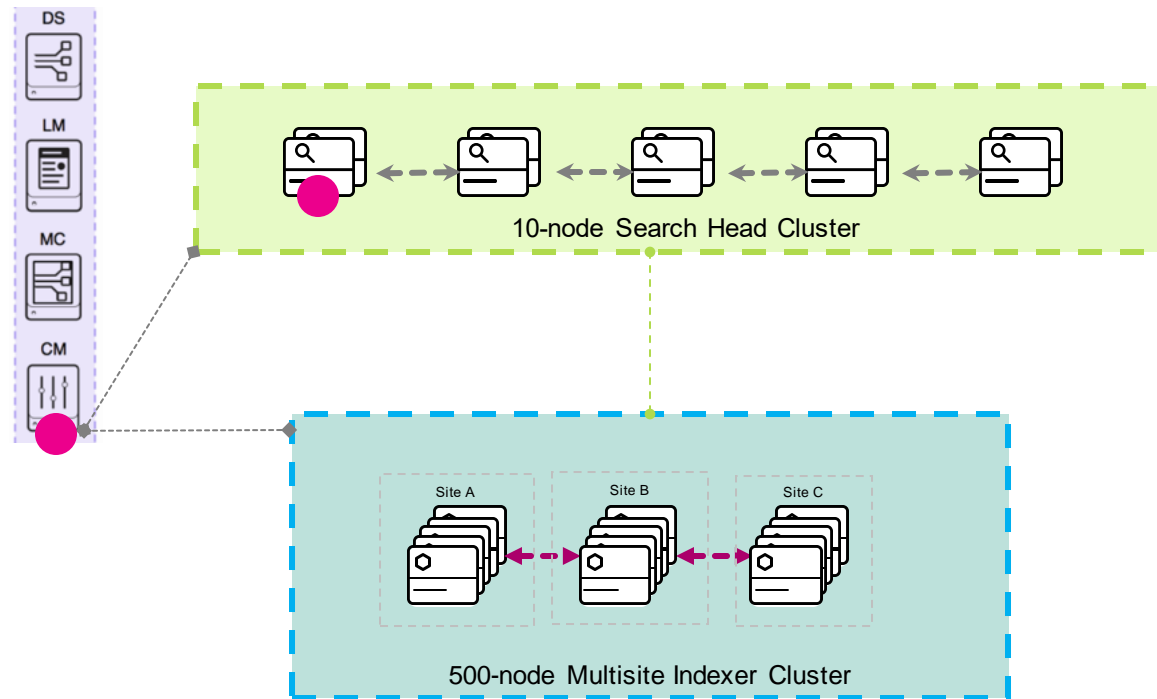 DS
LM
MC
CM
10-node Search Head Cluster
Site A
Site B
Site C
500-node Multisite Indexer Cluster